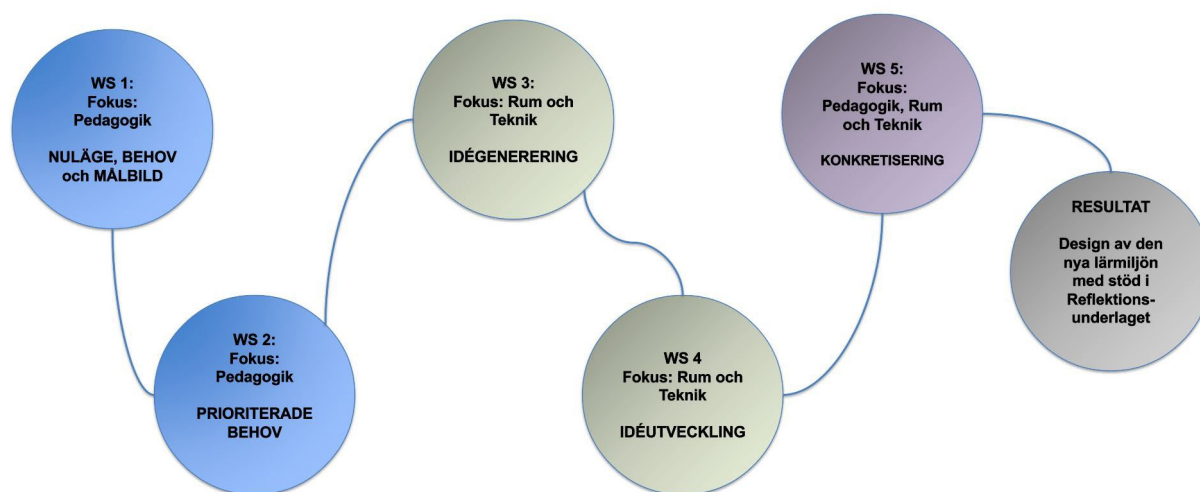 WS 1:
Fokus:
Pedagogik
NULÄGE, BEHOV
och MÅLBILD
WS 2:
Fokus:
Pedagogik
PRIORITERADE
BEHOV
WS 3:
Fokus: Rum och
Teknik
IDÉGENERERING
WS 4
Fokus: Rum och
Teknik
IDÉUTVECKLING
WS 5:
Fokus:
Pedagogik, Rum
och Teknik
KONKRETISERING
RESULTAT
Design av den
nya lärmiljön
med stöd i
Reflektions-
underlaget